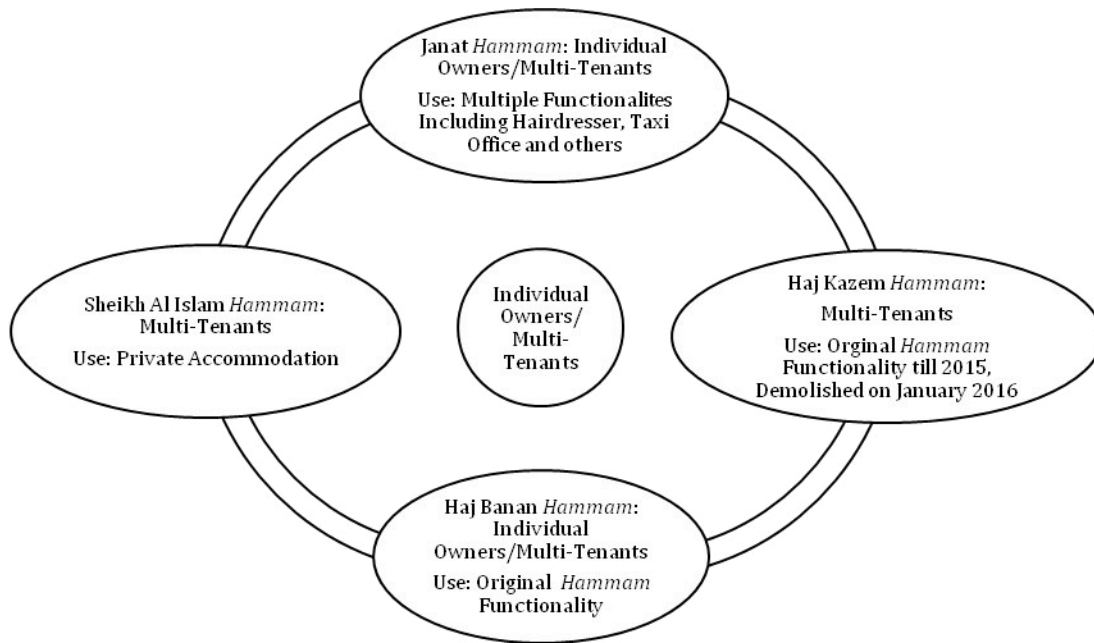 Janat Hammam: Individual
Owners/Multi-Tenants
Use: Multiple Functionalites
Including Hairdresser, Taxi
Office and others
Sheikh Al Islam Hammam:
Multi-Tenants
Use: Private Accommodation
Individual
Owners/
Multi-
Tenants
Haj Kazem Hammam:
Multi-Tenants
Use: Orginal Hammam
Functionality till 2015,
Demolished on January 2016
Haj Banan Hammam:
Individual
Owners/Multi-Tenants
Use: Original Hammam
Functionality